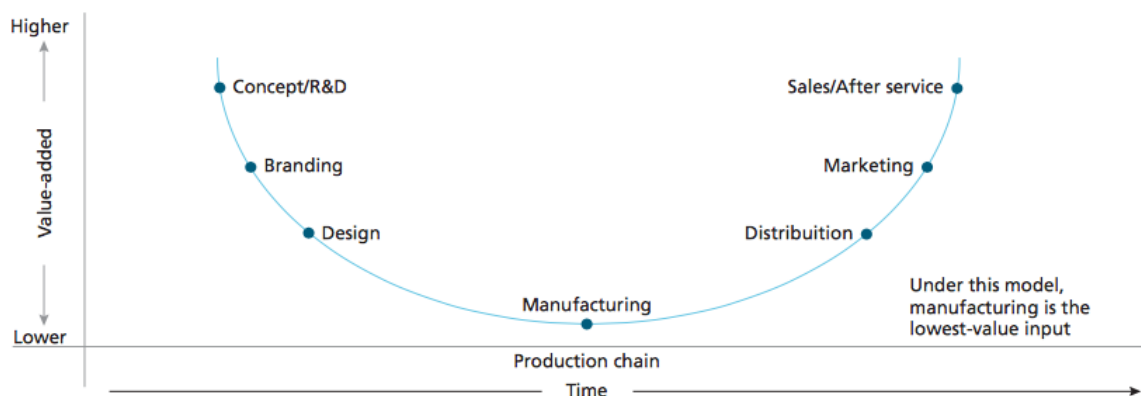 Higher
Concept/R&D
Sales/After service
Branding
Marketing
Value-added
Design
Distribuition
Manufacturing
Under this model,
manufacturing is the
lowest-value input
Lower
Production chain
Time